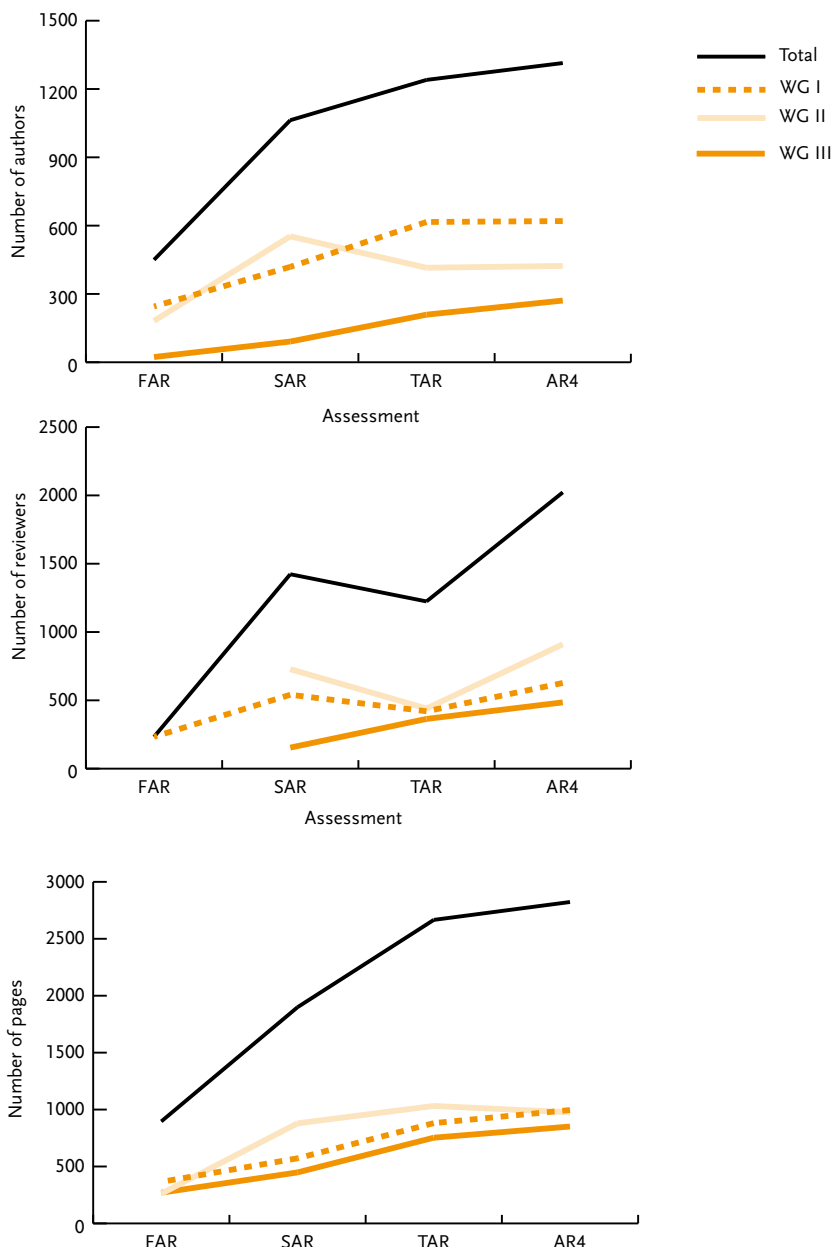 1500
1200
900
600
300
0
Number of authors
FAR SAR TAR AR4
Assessment
Total
WG I
WG II
WG III
2500
2000
1500
1000
500
0
Number of reviewers
FAR SAR TAR AR4
Assessment
3000
2500
2000
1500
1000
500
0
Number of pages
FAR SAR TAR AR4